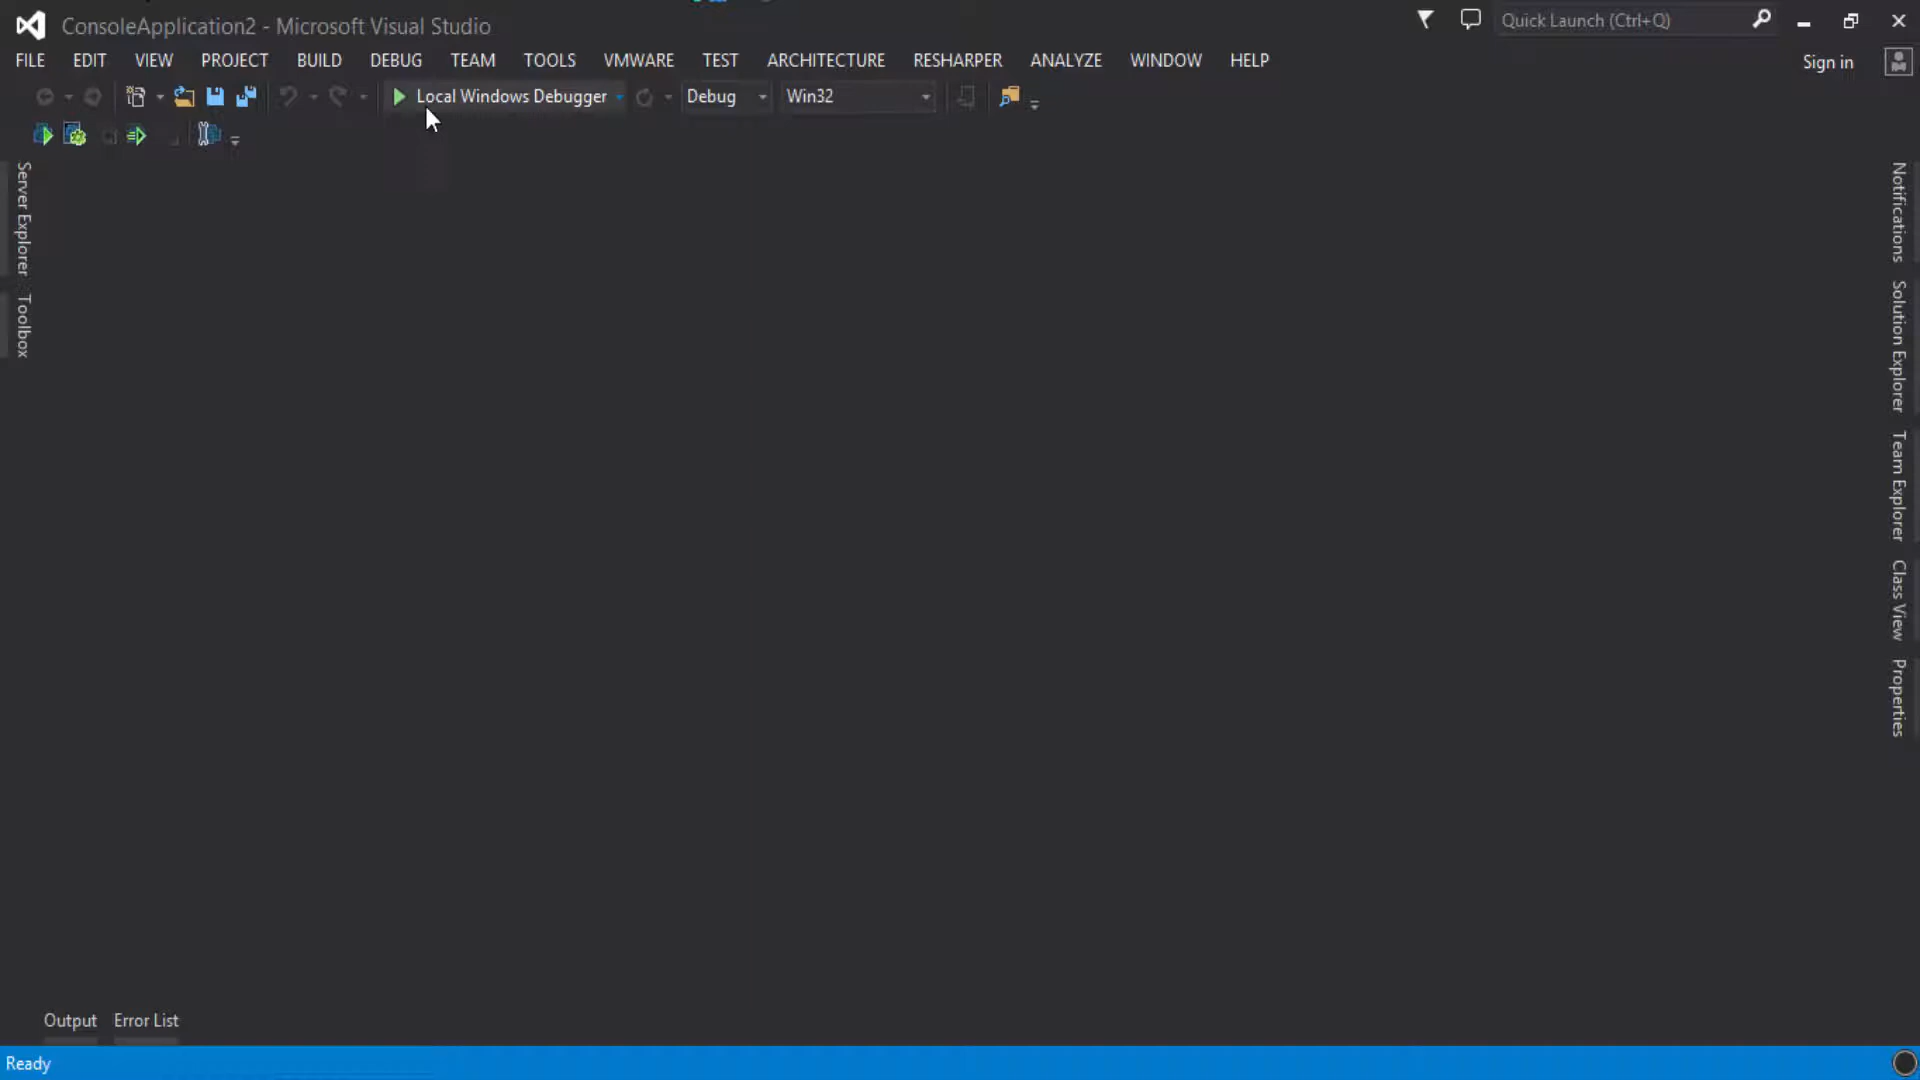 ConsoleApplication2 - Microsoft Visual Studio
Quick Launch (Ctrl+Q)
FILE EDIT VIEW PROJECT BUILD DEBUG TEAM TOOLS VMWARE TEST ARCHITECTURE RESHARPER ANALYZE WINDOW HELP
Sign in
Local Windows Debugger Debug Win32
Server Explorer
Toolbox
Notifications
Solution Explorer
Team Explorer
Class View
Properties
Output Error List
Ready